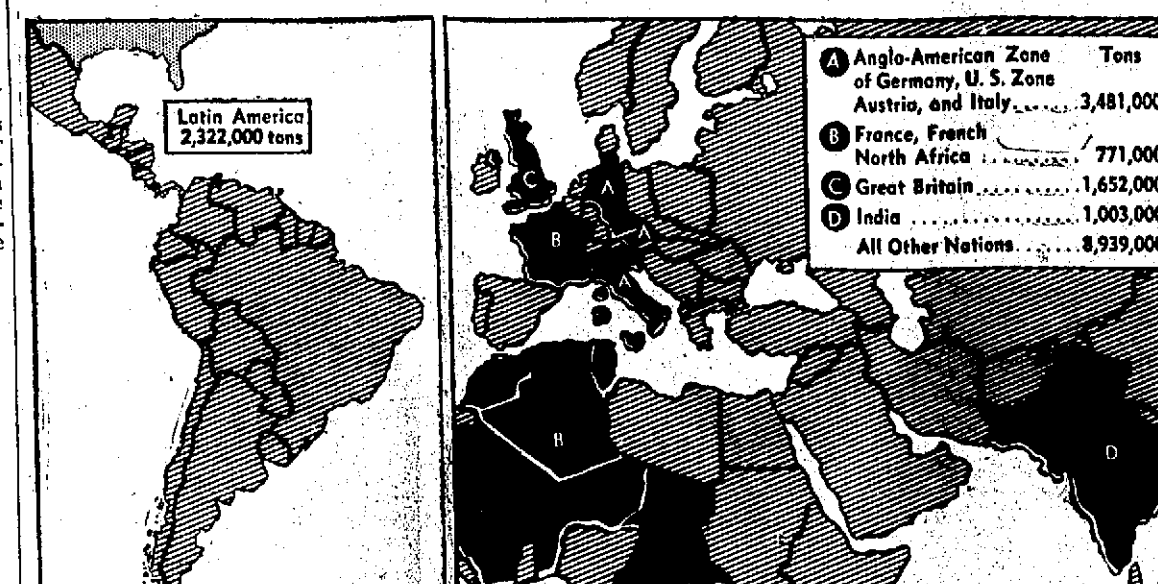 Latin America
2,322,000 tons
A Anglo-American Zone Tons
of Germany, U. S. Zone
Austria, and Italy...... 3,481,000
B France, French
North Africa ........... 771,000
C Great Britain ........... 1,652,000
D India .................. 1,003,000
All Other Nations....... 8,939,000
C
A
B
A
A
B
D